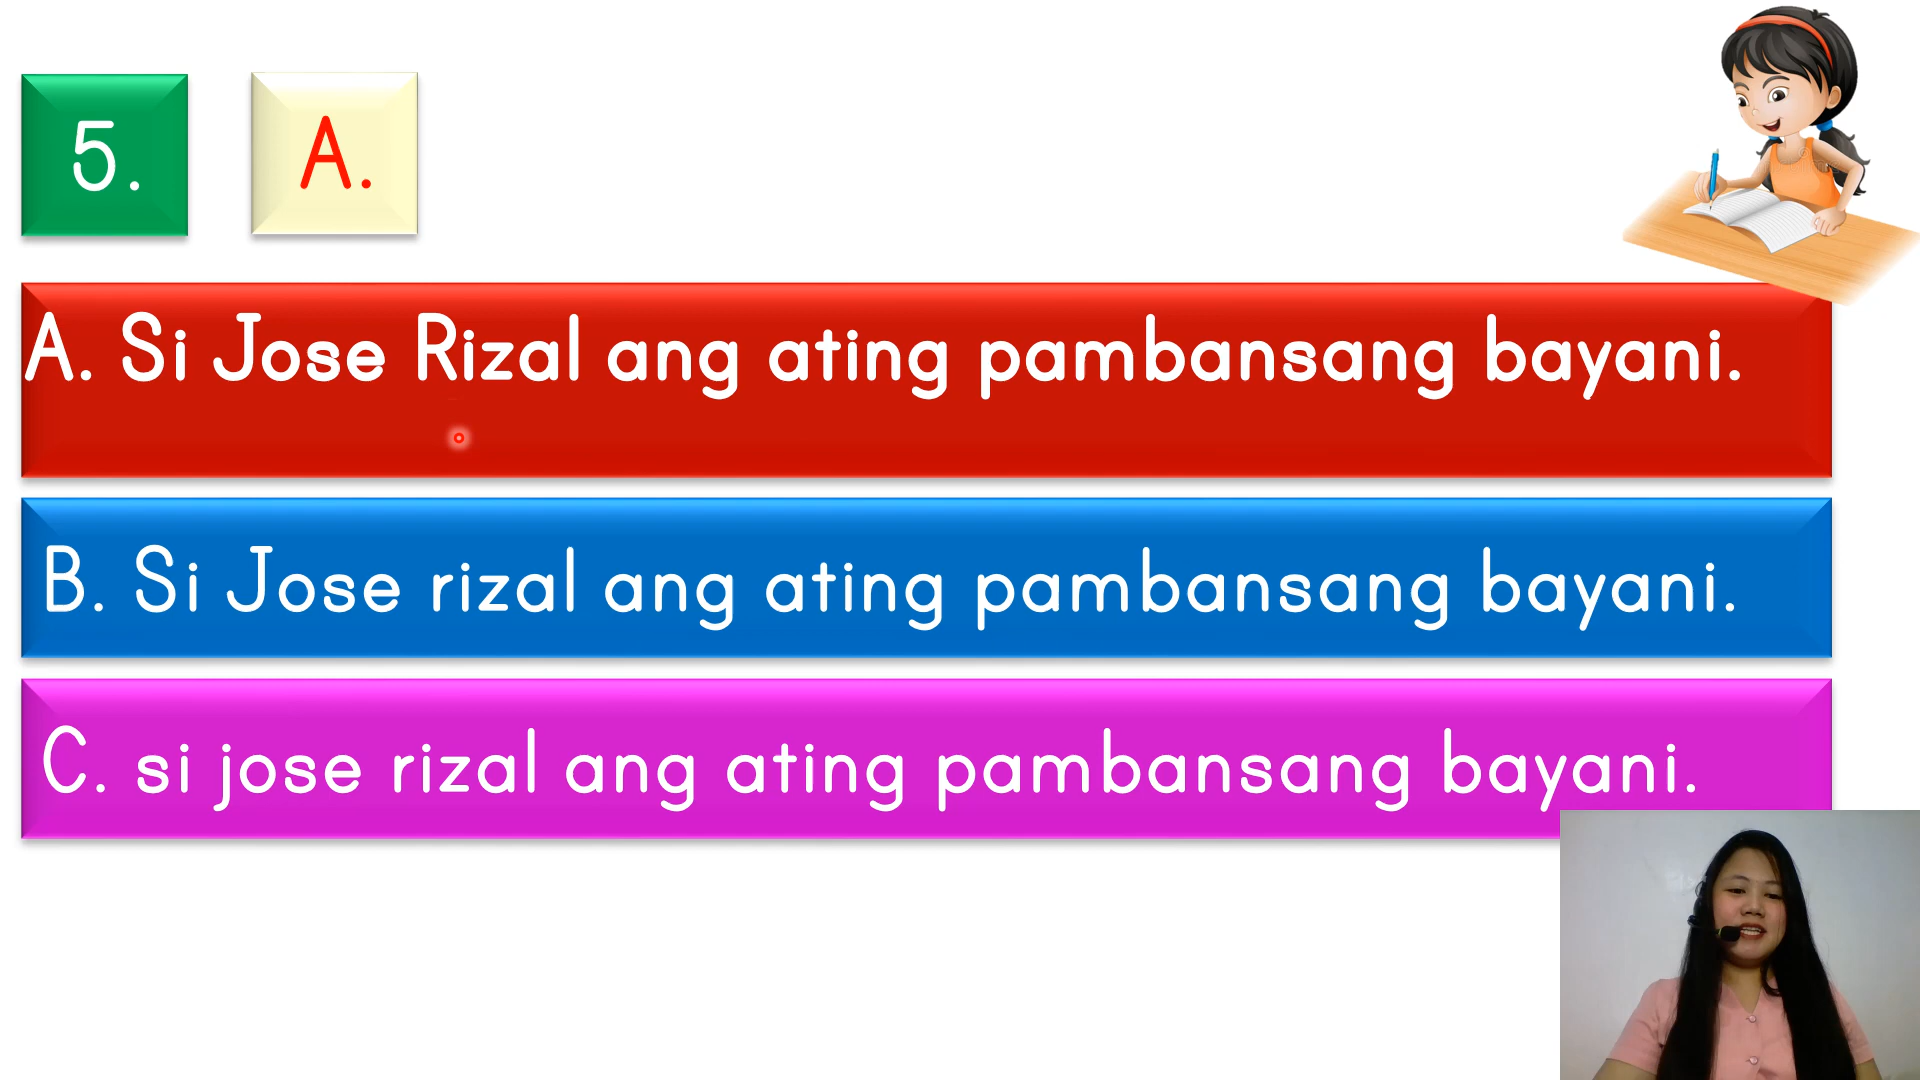 5.
A.
A. Si Jose Rizal ang ating pambansang bayani.
B. Si Jose rizal ang ating pambansang bayani.
C. si jose rizal ang ating pambansang bayani.